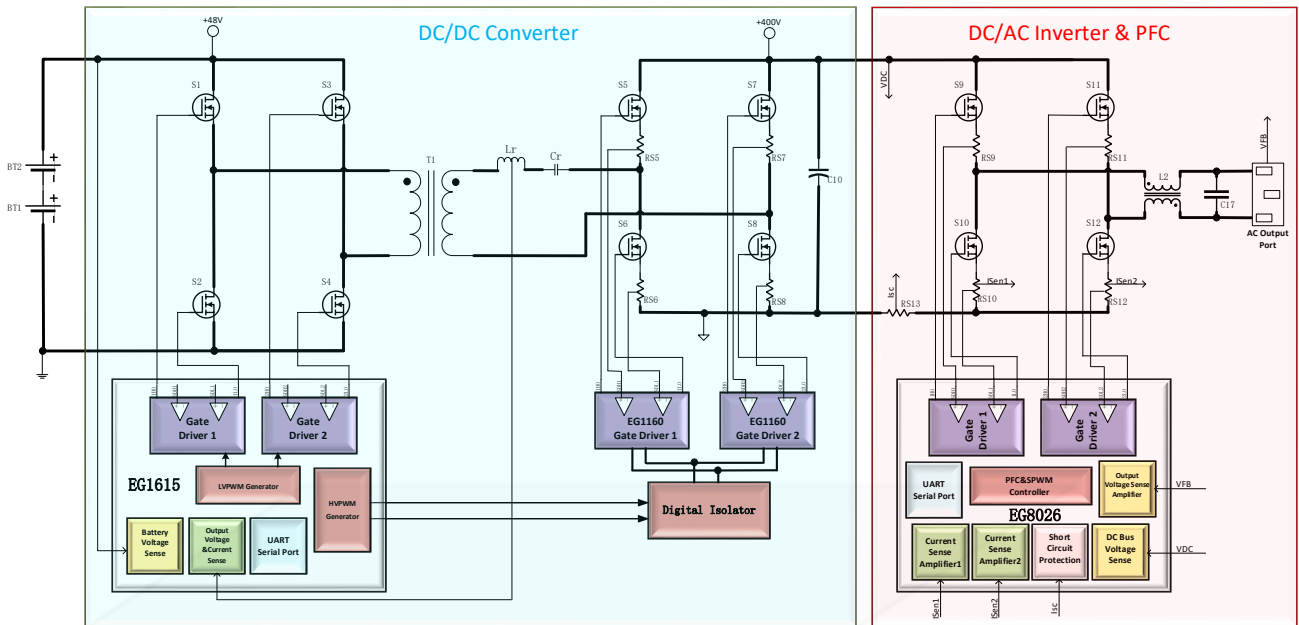 DC/DC Converter
DC/AC Inverter & PFC
+48V
+400V
S1
S3
S5
S7
S9
S11
VDC
VFB
RS5
RS7
RS9
RS11
BT2
BT1
T1
Lr
Cr
C10
L2
C17
AC Output
Port
S2
S4
S6
S8
S10
S12
RS6
RS8
Isc
RS13
ISen1
RS10
ISen2
RS12
Gate
Driver 1
Gate
Driver 2
EG1160
Gate Driver 1
EG1160
Gate Driver 2
Gate
Driver 1
Gate
Driver 2
EG1615
LVPWM Generator
HVPWM
Generator
Digital Isolator
Battery
Voltage
Sense
Output
Voltage
&Current
Sense
UART
Serial Port
UART
Serial Port
PFC&SPWM
Controller
Output
Voltage Sense
Amplifier
VFB
EG8026
Current
Sense
Amplifier1
Current
Sense
Amplifier2
Short
Circuit
Protection
DC Bus
Voltage
Sense
VDC
ISen1
ISen2
Isc